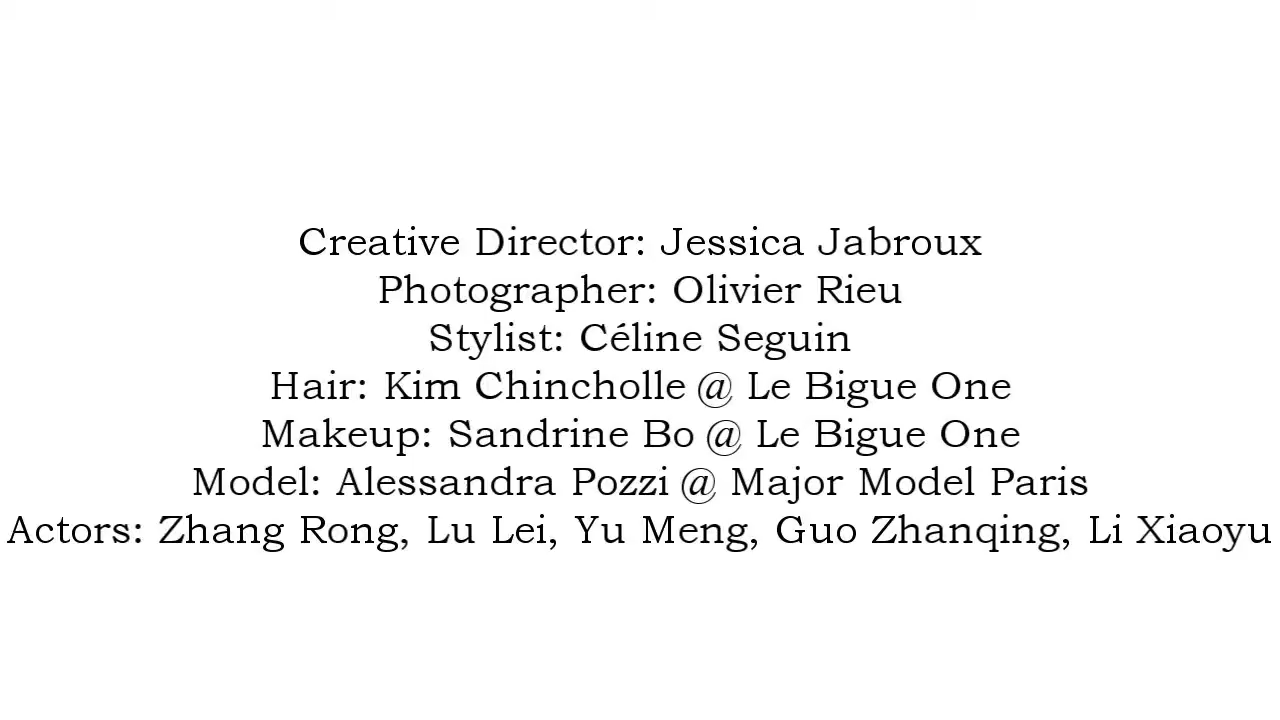 Creative Director: Jessica Jabroux
Photographer: Olivier Rieu
Stylist: Céline Seguin
Hair: Kim Chincholle @ Le Bigue One
Makeup: Sandrine Bo @ Le Bigue One
Model: Alessandra Pozzi @ Major Model Paris
Actors: Zhang Rong, Lu Lei, Yu Meng, Guo Zhanqing, Li Xiaoyu